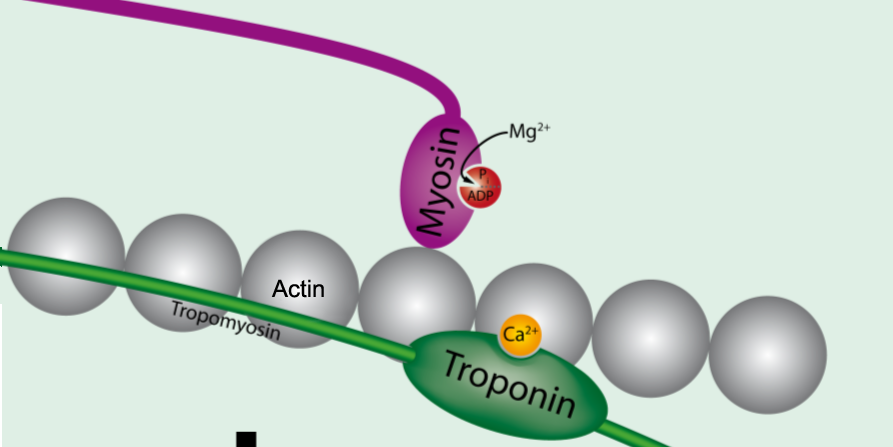 Myosin
Mg²⁺
Pᵢ
ADP
Actin
Tropomyosin
Ca²⁺
Troponin